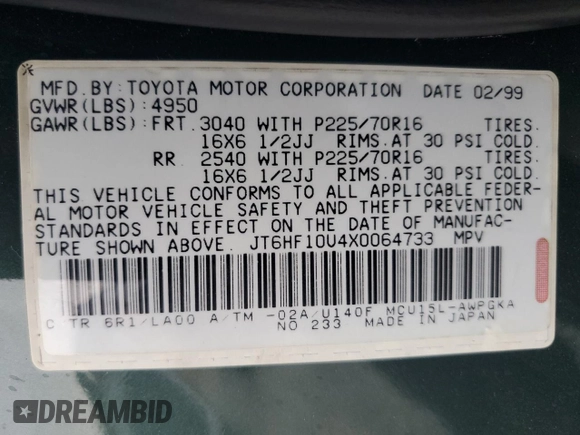 MFD.BY:TOYOTA MOTOR CORPORATION DATE 02/99
GVWR(LBS):4950
GAWR(LBS):FRT. 3040 WITH P225/70R16 TIRES.
16X6 1/2JJ RIMS.AT 30 PSI COLD.
RR. 2540 WITH P225/70R16 TIRES.
16X6 1/2JJ RIMS.AT 30 PSI COLD.
THIS VEHICLE CONFORMS TO ALL APPLICABLE FEDER-
AL MOTOR VEHICLE SAFETY AND THEFT PREVENTION
STANDARDS IN EFFECT ON THE DATE OF MANUFAC-
TURE SHOWN ABOVE. JT6HF10U4X0064733 MPV
C/TR 6R1/LA00 A/TM -02A/U140F MCU15L-AWPGKA
NO 233 MADE IN JAPAN
DREAMBID